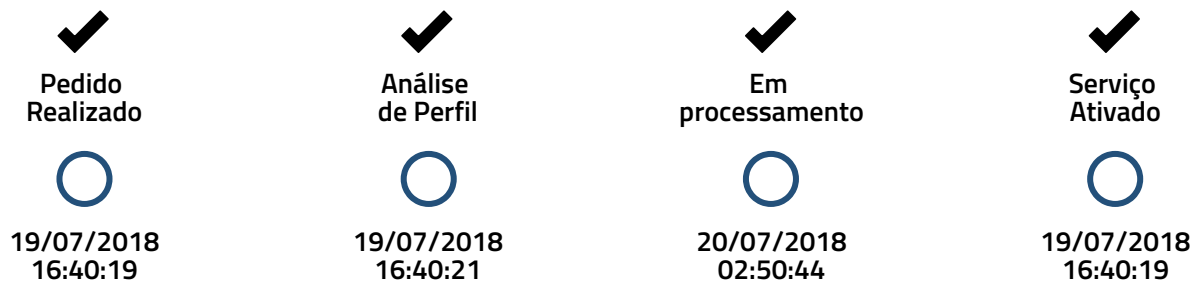 Pedido
Realizado
19/07/2018
16:40:19
Análise
de Perfil
19/07/2018
16:40:21
Em
processamento
20/07/2018
02:50:44
Serviço
Ativado
19/07/2018
16:40:19